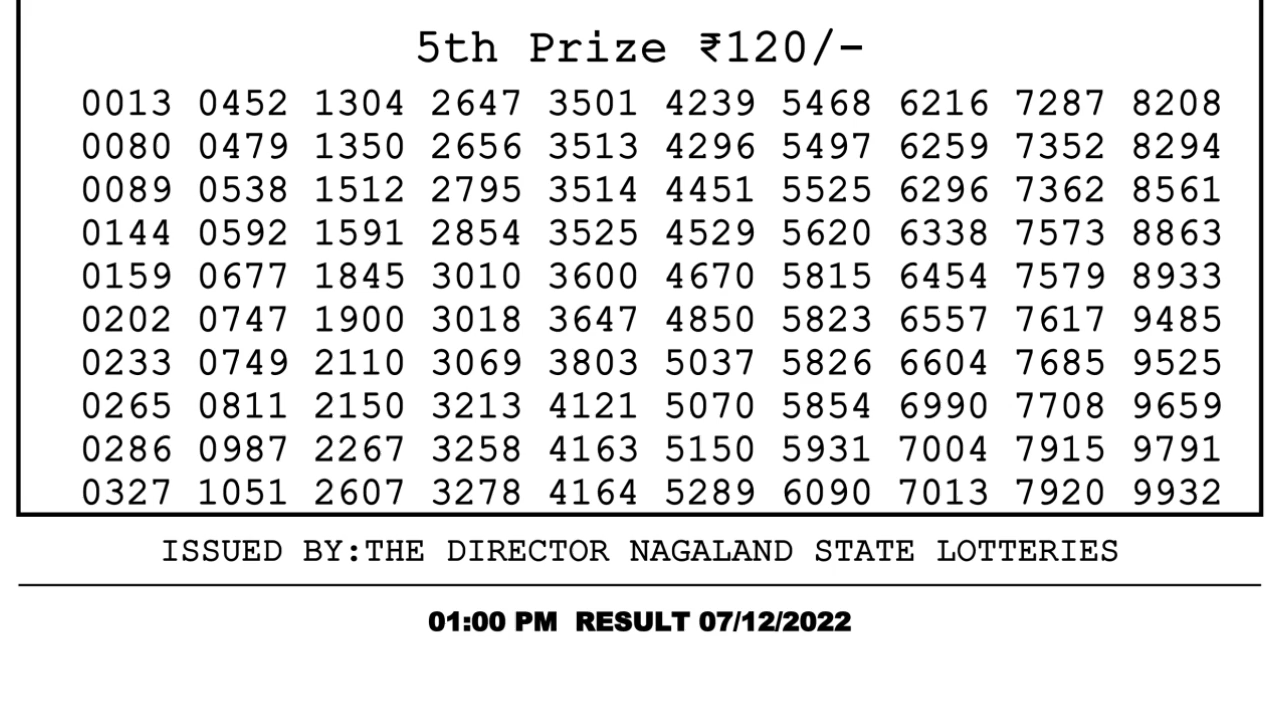 5th Prize ₹120/-
0013 0452 1304 2647 3501 4239 5468 6216 7287 8208
0080 0479 1350 2656 3513 4296 5497 6259 7352 8294
0089 0538 1512 2795 3514 4451 5525 6296 7362 8561
0144 0592 1591 2854 3525 4529 5620 6338 7573 8863
0159 0677 1845 3010 3600 4670 5815 6454 7579 8933
0202 0747 1900 3018 3647 4850 5823 6557 7617 9485
0233 0749 2110 3069 3803 5037 5826 6604 7685 9525
0265 0811 2150 3213 4121 5070 5854 6990 7708 9659
0286 0987 2267 3258 4163 5150 5931 7004 7915 9791
0327 1051 2607 3278 4164 5289 6090 7013 7920 9932
ISSUED BY:THE DIRECTOR NAGALAND STATE LOTTERIES
01:00 PM RESULT 07/12/2022